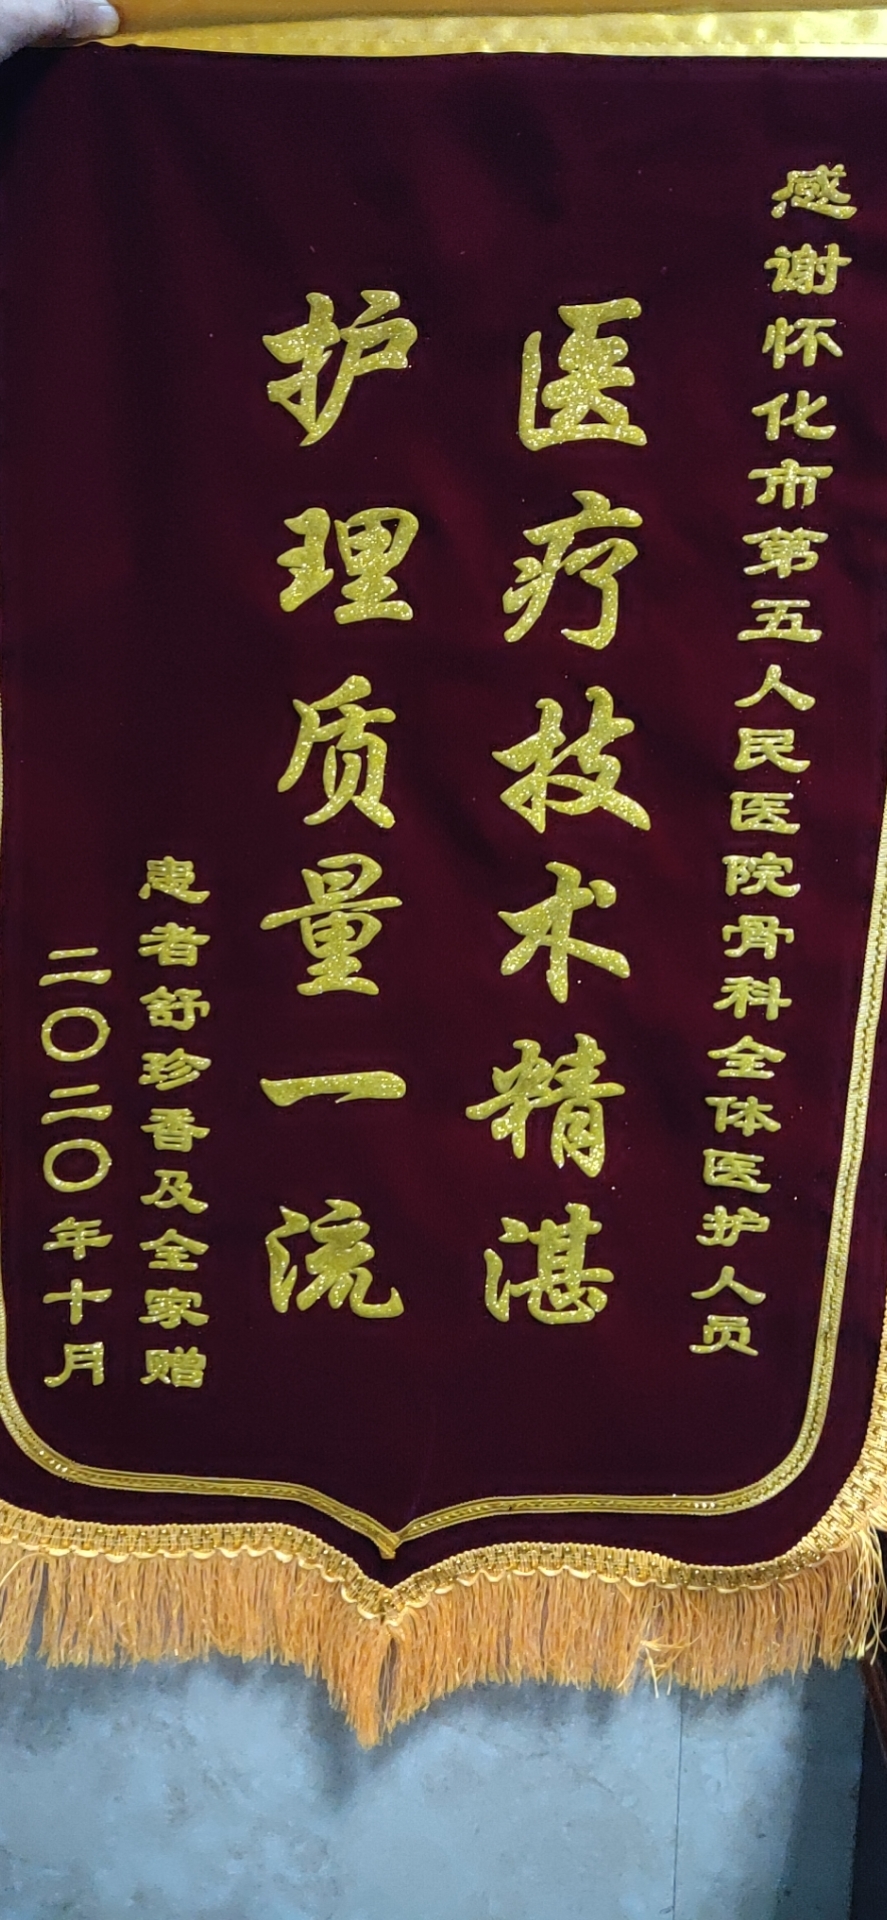 感谢怀化市第五人民医院骨科全体医护人员
医疗技术精湛
护理质量一流
患者舒珍香及全家赠
二〇二〇年十月